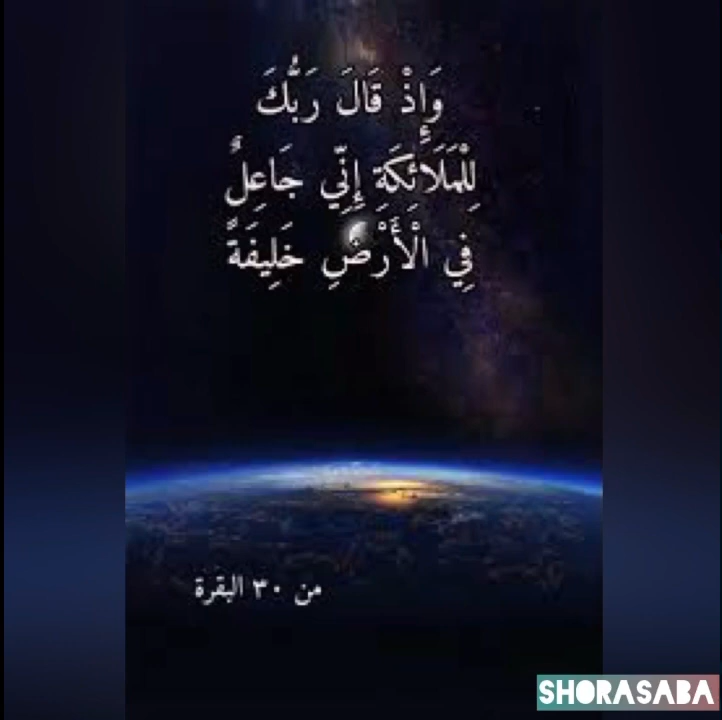 وَإِذْ قَالَ رَبُّكَ
لِلْمَلَائِكَةِ إِنِّي جَاعِلٌ
فِي الْأَرْضِ خَلِيفَةً
من ٣٠ البقرة
SHORASABA